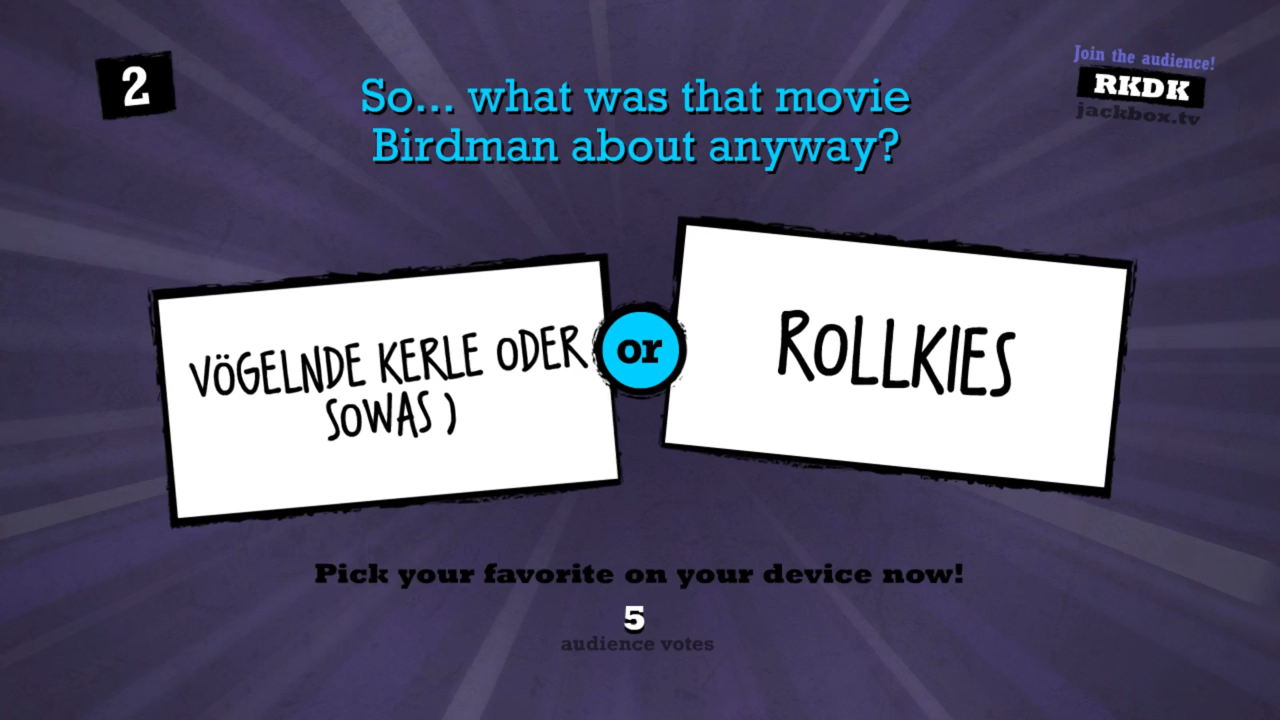 2
So... what was that movie
Birdman about anyway?
Join the audience!
RKDK
jackbox.tv
VÖGELNDE KERLE ODER
SOWAS )
or
ROLLKIES
Pick your favorite on your device now!
5
audience votes